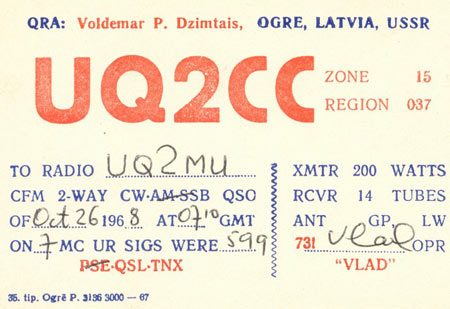 QRA: Voldemar P. Dzimtais, OGRE, LATVIA, USSR
UQ2CC
ZONE 15
REGION 037
TO RADIO UQ2MU
CFM 2-WAY CW-AM-SSB QSO
OF Oct 26 1968 AT 07 10 GMT
ON 7 MC UR SIGS WERE 599
PSE-QSL-TNX
XMTR 200 WATTS
RCVR 14 TUBES
ANT GP, LW
73! Vlad OPR
"VLAD"
35. tip. Ogrē P. 3136 3000 — 67